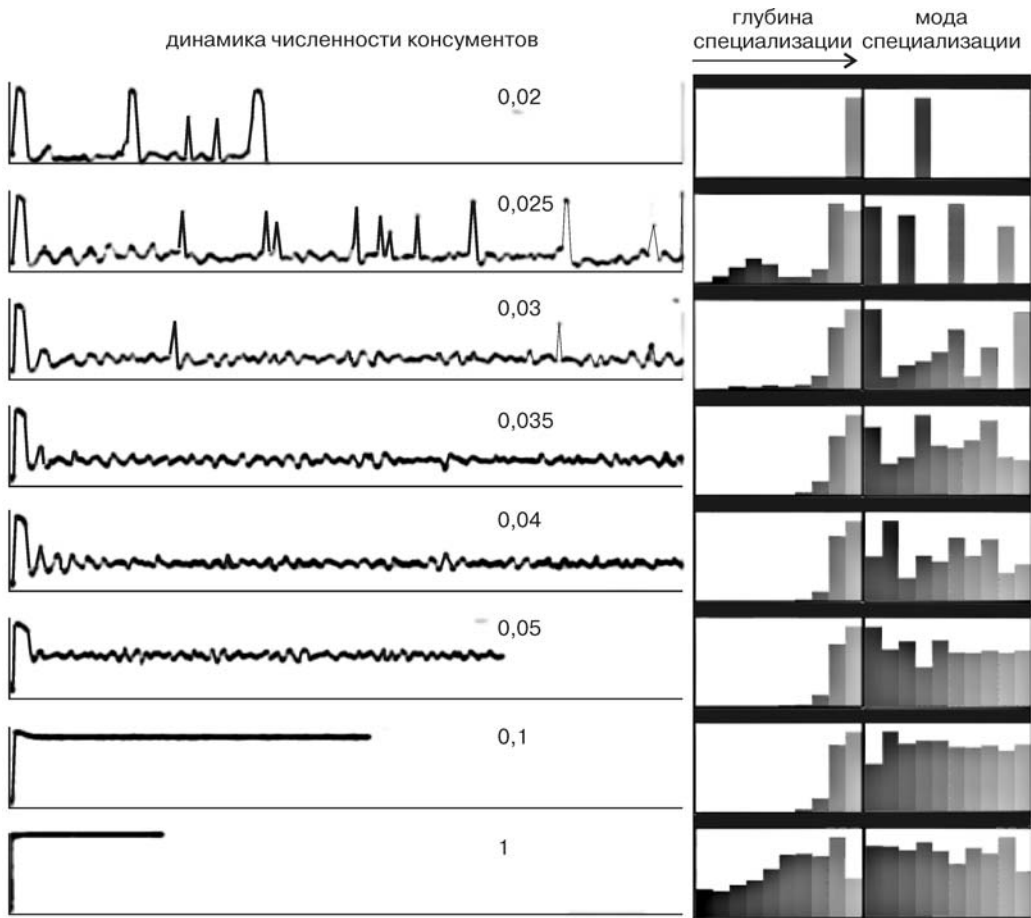 динамика численности консументов
глубина
специализации
мода
специализации
0,02
0,025
0,03
0,035
0,04
0,05
0,1
1